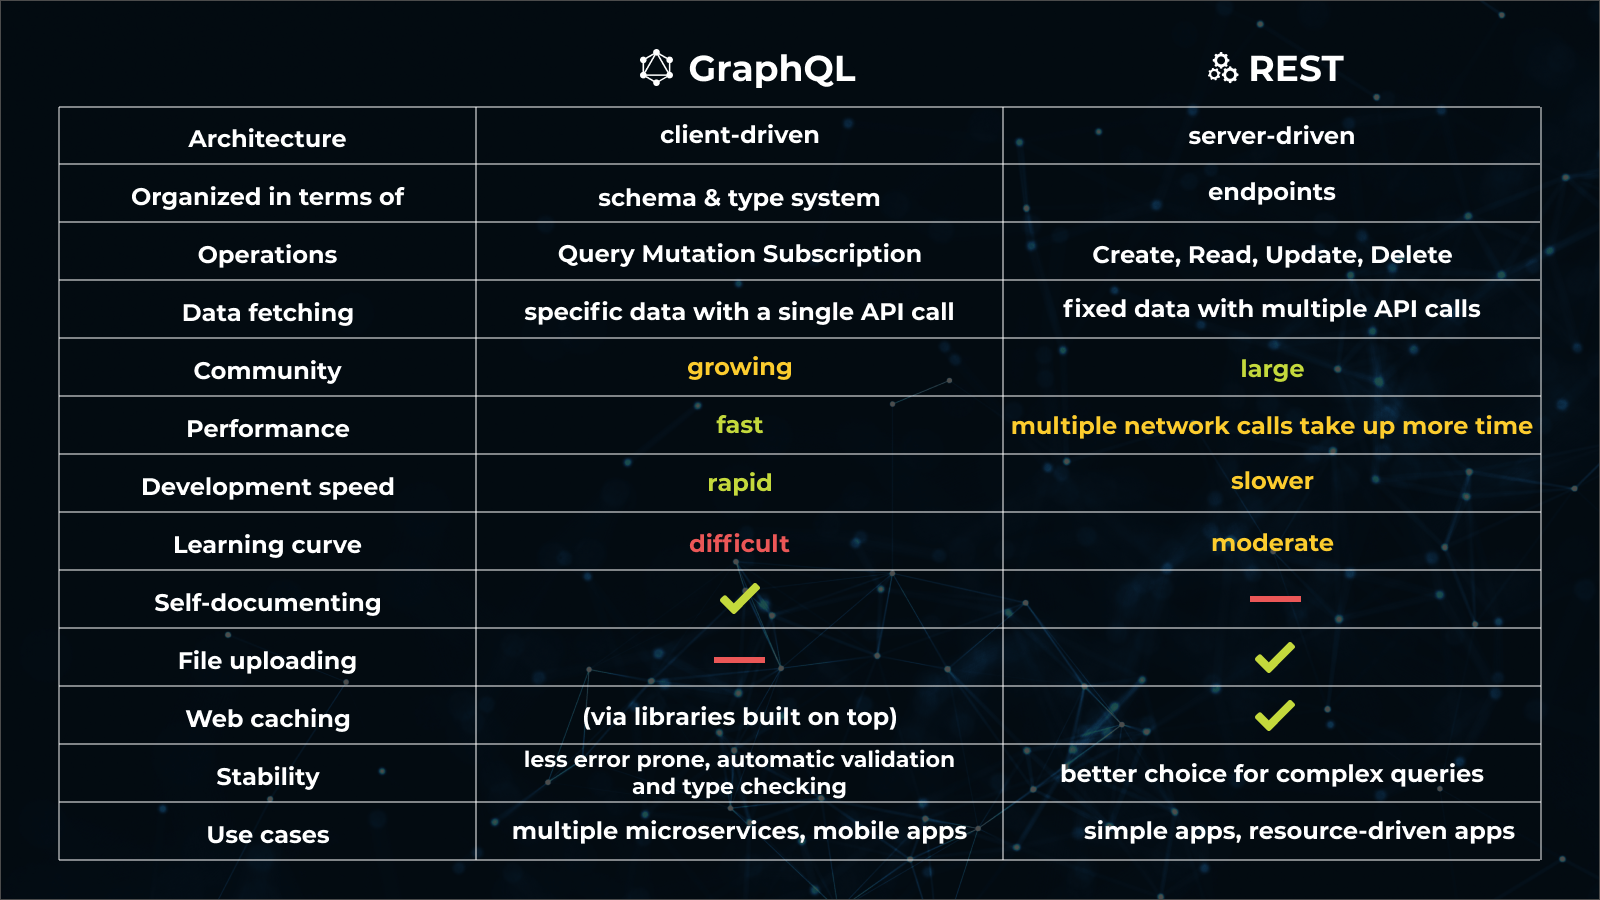 GraphQL REST
Architecture client-driven server-driven
Organized in terms of schema & type system endpoints
Operations Query Mutation Subscription Create, Read, Update, Delete
Data fetching specific data with a single API call fixed data with multiple API calls
Community growing large
Performance fast multiple network calls take up more time
Development speed rapid slower
Learning curve difficult moderate
Self-documenting
File uploading
Web caching (via libraries built on top)
Stability less error prone, automatic validation
and type checking better choice for complex queries
Use cases multiple microservices, mobile apps simple apps, resource-driven apps